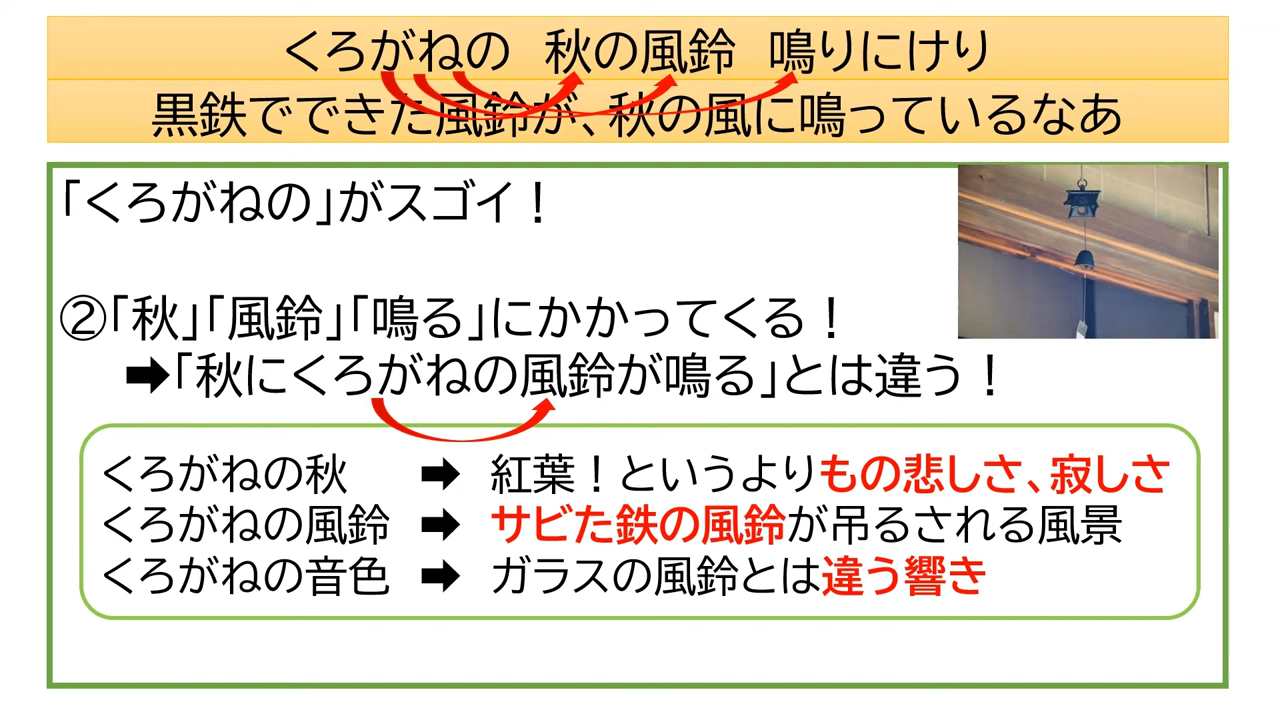 くろがねの　秋の風鈴　鳴りにけり
黒鉄でできた風鈴が、秋の風に鳴っているなあ
「くろがねの」がスゴイ！
②「秋」「風鈴」「鳴る」にかかってくる！
➡「秋にくろがねの風鈴が鳴る」とは違う！
くろがねの秋　➡　紅葉！というよりもの悲しさ、寂しさ
くろがねの風鈴　➡　サビた鉄の風鈴が吊るされる風景
くろがねの音色　➡　ガラスの風鈴とは違う響き